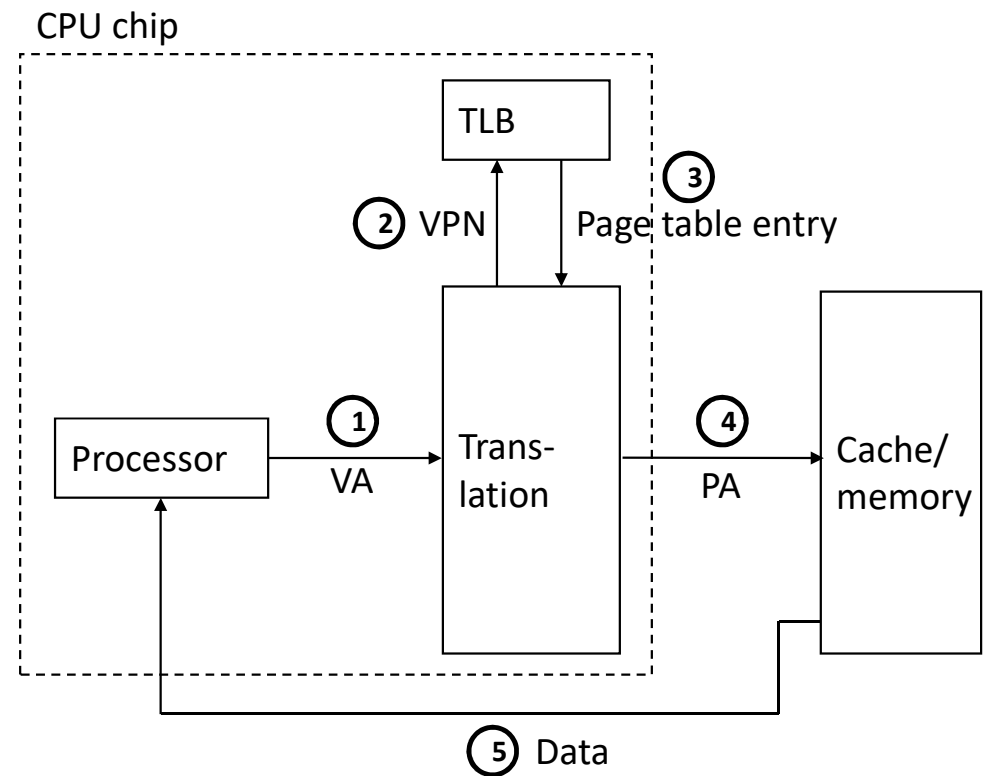 CPU chip
TLB
3
2 VPN
Page table entry
1
4
Processor
VA
Trans-
lation
PA
Cache/
memory
5 Data